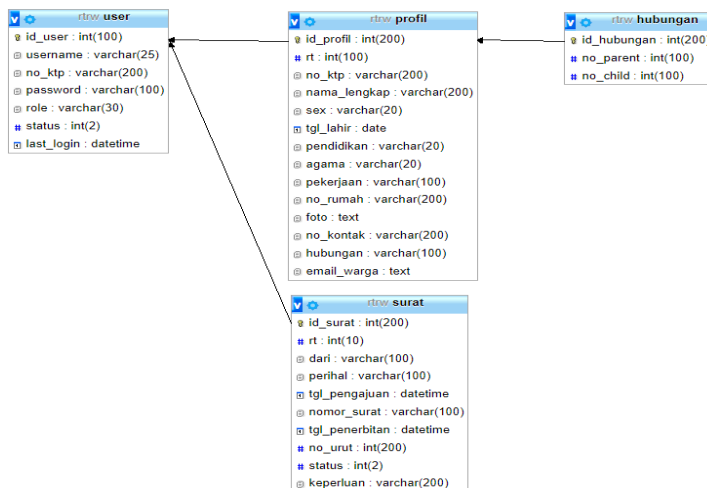 rtrw user
id_user : int(100)
username : varchar(25)
no_ktp : varchar(200)
password : varchar(100)
role : varchar(30)
status : int(2)
last_login : datetime
rtrw profil
id_profil : int(200)
rt : int(100)
no_ktp : varchar(200)
nama_lengkap : varchar(200)
sex : varchar(20)
tgl_lahir : date
pendidikan : varchar(20)
agama : varchar(20)
pekerjaan : varchar(100)
no_rumah : varchar(200)
foto : text
no_kontak : varchar(200)
hubungan : varchar(100)
email_warga : text
rtrw hubungan
id_hubungan : int(200)
no_parent : int(100)
no_child : int(100)
rtrw surat
id_surat : int(200)
rt : int(10)
dari : varchar(100)
perihal : varchar(100)
tgl_pengajuan : datetime
nomor_surat : varchar(100)
tgl_penerbitan : datetime
no_urut : int(200)
status : int(2)
keperluan : varchar(200)